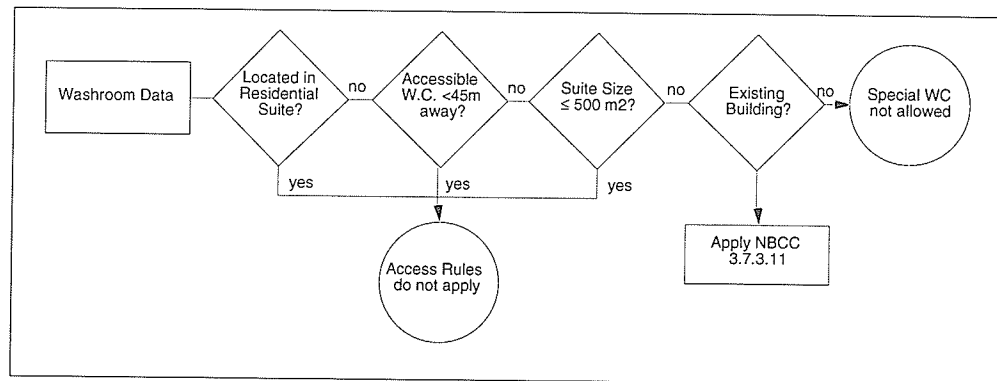 Washroom Data
Located in
Residential
Suite?
no
Accessible
W.C. <45m
away?
no
Suite Size
≤ 500 m2?
no
Existing
Building?
no
Special WC
not allowed
yes
yes
yes
Access Rules
do not apply
Apply NBCC
3.7.3.11